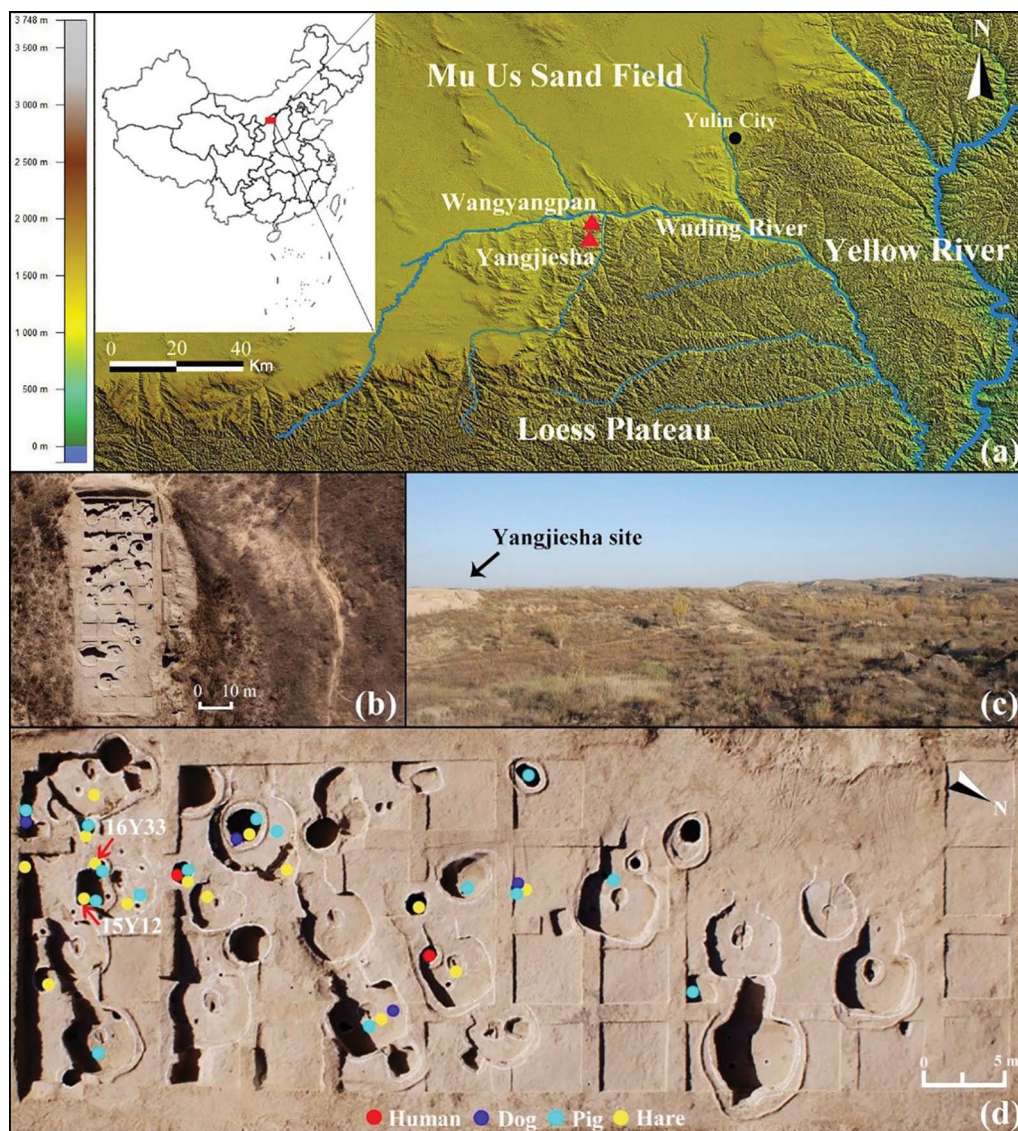 3 748 m
3 500 m
3 000 m
2 500 m
2 000 m
1 500 m
1 000 m
500 m
0 m
N
Mu Us Sand Field
Yulin City
Wangyangpan
Wuding River
Yangjiesha
Yellow River
0 20 40
Km
Loess Plateau
(a)
Yangjiesha site
0 10 m
(b)
(c)
N
16Y33
15Y12
0 5 m
Human Dog Pig Hare
(d)